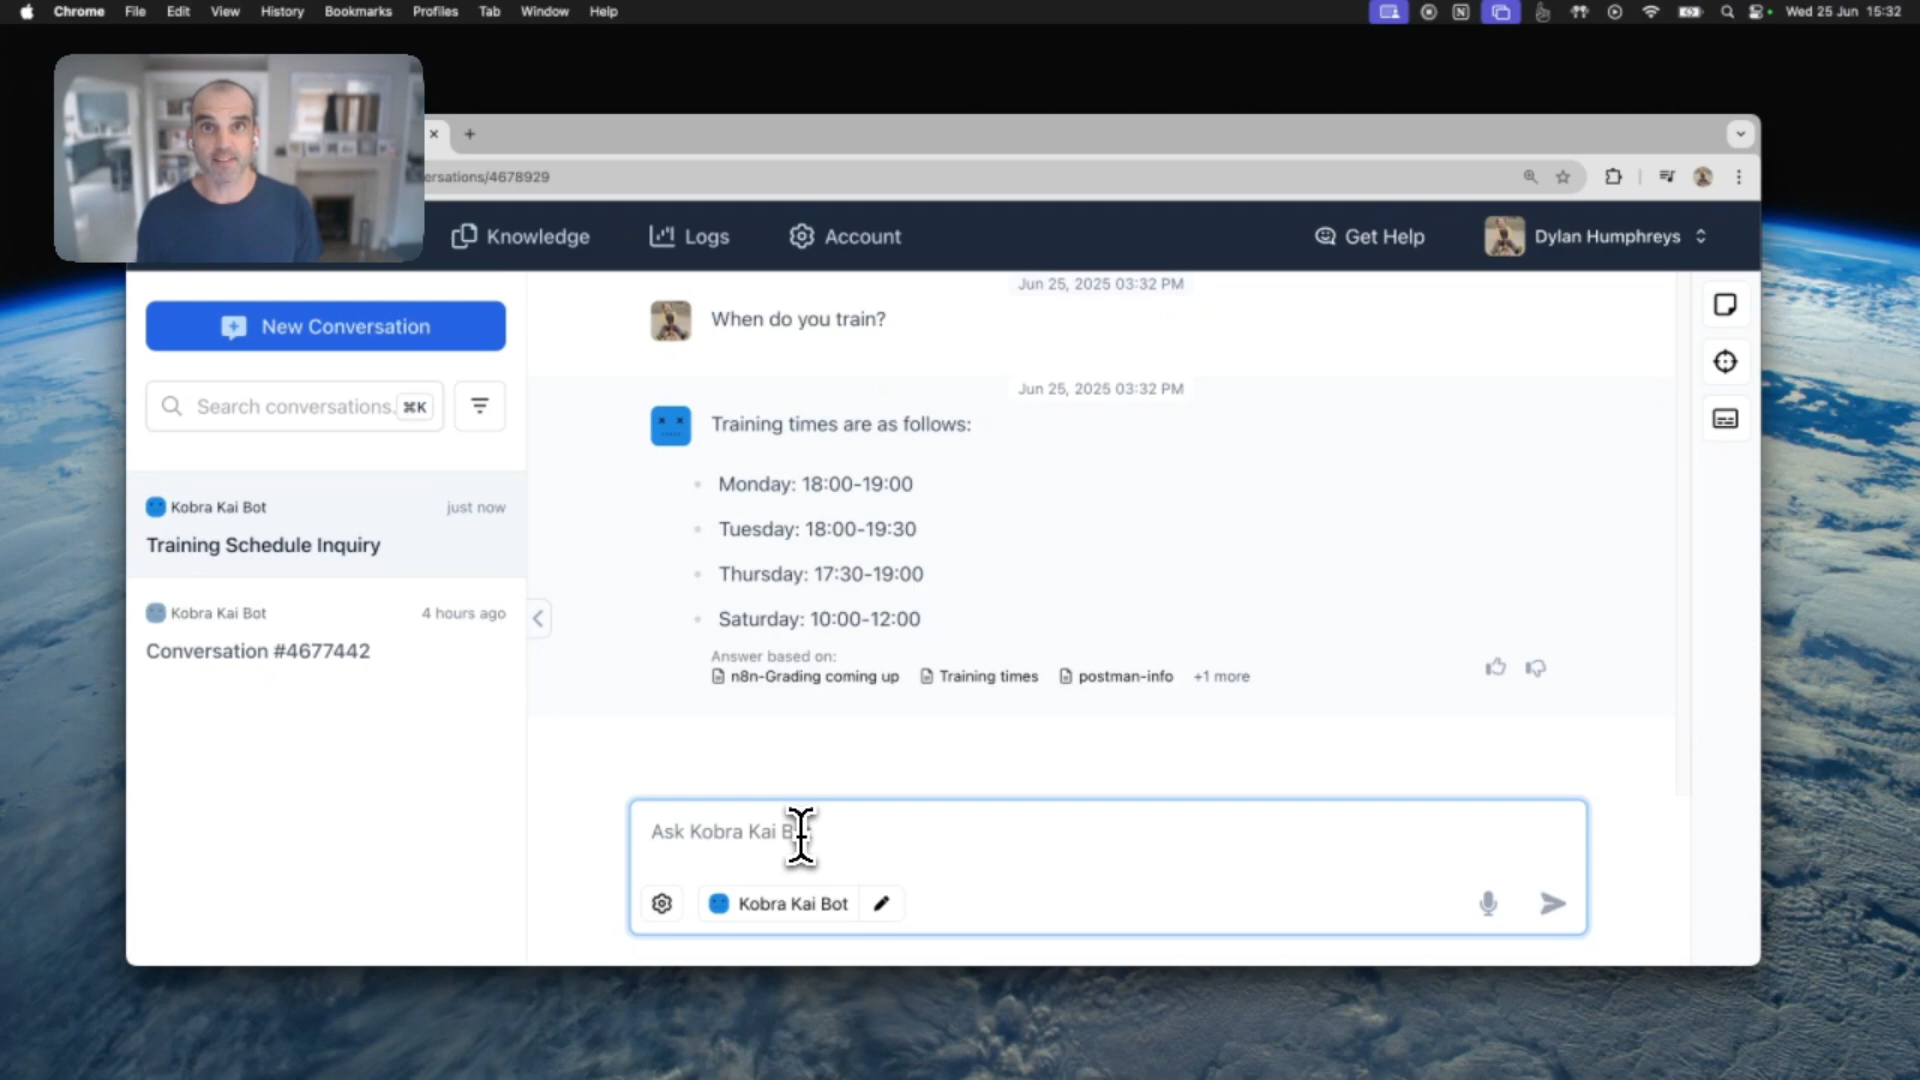 Chrome File Edit View History Bookmarks Profiles Tab Window Help Wed 25 Jun 15:32
ersations/4678929
Knowledge Logs Account Get Help Dylan Humphreys
New Conversation
Search conversations. ⌘K
Kobra Kai Bot just now
Training Schedule Inquiry
Kobra Kai Bot 4 hours ago
Conversation #4677442
Jun 25, 2025 03:32 PM
When do you train?
Jun 25, 2025 03:32 PM
Training times are as follows:
Monday: 18:00-19:00
Tuesday: 18:00-19:30
Thursday: 17:30-19:00
Saturday: 10:00-12:00
Answer based on:
n8n-Grading coming up Training times postman-info +1 more
Ask Kobra Kai
Kobra Kai Bot